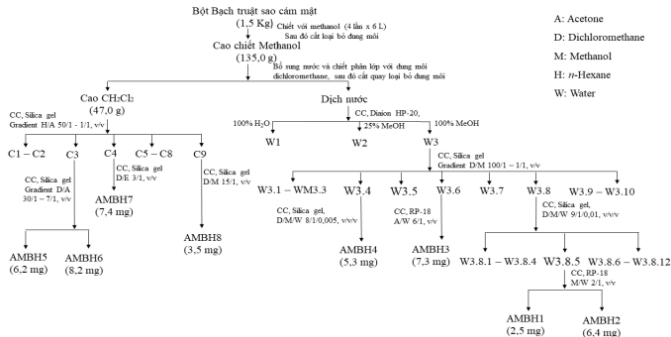 Bột Bạch truật sao cám mật
(1,5 Kg)
Chiết với methanol (4 lần x 6 L)
Sau đó cất loại bỏ dung môi
Cao chiết Methanol
(135,0 g)
Bổ sung nước và chiết phân lớp với dung môi
dichloromethane, sau đó cất quay loại bỏ dung môi
A: Acetone
D: Dichloromethane
M: Methanol
H: n-Hexane
W: Water
Cao CH₂Cl₂
(47,0 g)
Dịch nước
CC, Silica gel
Gradient H/A 50/1 - 1/1, v/v
CC, Diaion HP-20,
100% H₂O
25% MeOH
100% MeOH
C1 – C2
C3
C4
C5 – C8
C9
W1
W2
W3
CC, Silica gel
D/E 3/1, v/v
CC, Silica gel
D/M 15/1, v/v
CC, Silica gel
Gradient D/M 100/1 – 1/1, v/v
CC, Silica gel
Gradient D/A
30/1 – 7/1, v/v
AMBH7
(7,4 mg)
W3.1 – WM3.3
W3.4
W3.5
W3.6
W3.7
W3.8
W3.9 – W3.10
CC, Silica gel,
D/M/W 8/1/0,005, v/v/v
CC, RP-18
A/W 6/1, v/v
CC, Silica gel,
D/M/W 9/1/0,01, v/v/v
AMBH8
(3,5 mg)
AMBH5
(6,2 mg)
AMBH6
(8,2 mg)
AMBH4
(5,3 mg)
AMBH3
(7,3 mg)
W3.8.1 – W3.8.4
W3.8.5
W3.8.6 – W3.8.12
CC, RP-18
M/W 2/1, v/v
AMBH1
(2,5 mg)
AMBH2
(6,4 mg)